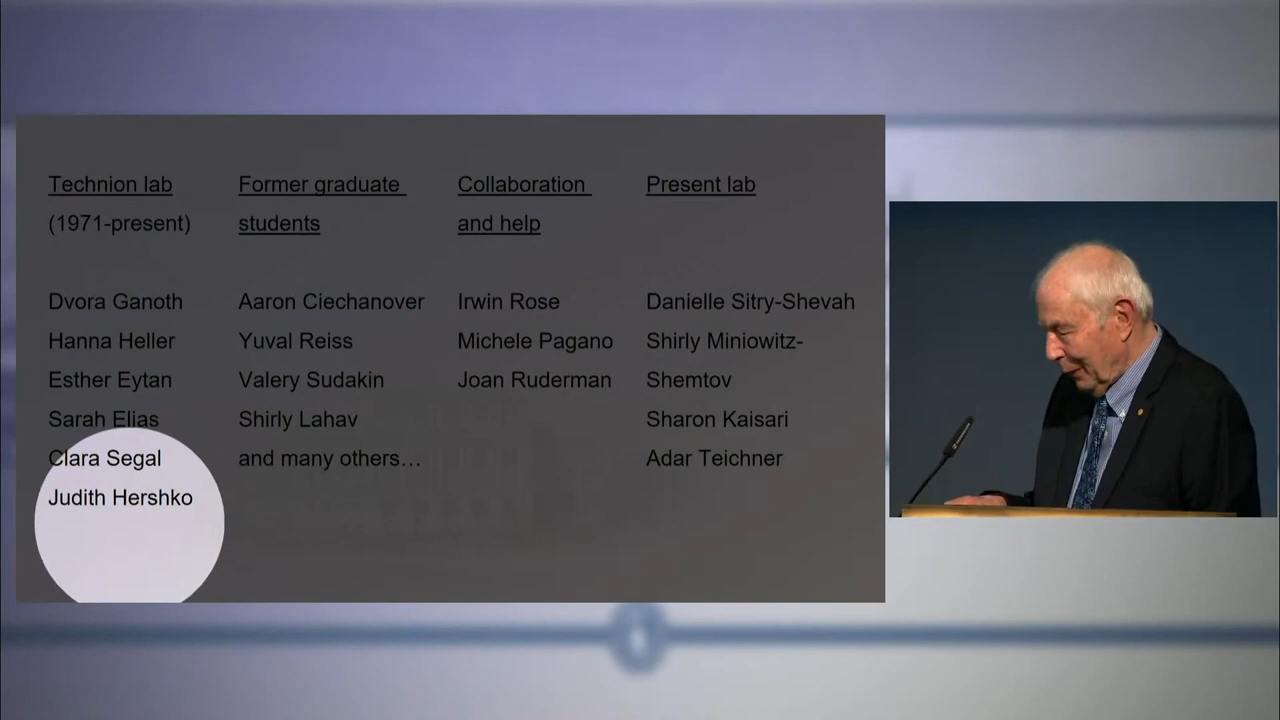 Technion lab
(1971-present)
Dvora Ganoth
Hanna Heller
Esther Eytan
Sarah Elias
Clara Segal
Judith Hershko
Former graduate
students
Aaron Ciechanover
Yuval Reiss
Valery Sudakin
Shirly Lahav
and many others…
Collaboration
and help
Irwin Rose
Michele Pagano
Joan Ruderman
Present lab
Danielle Sitry-Shevah
Shirly Miniowitz-
Shemtov
Sharon Kaisari
Adar Teichner